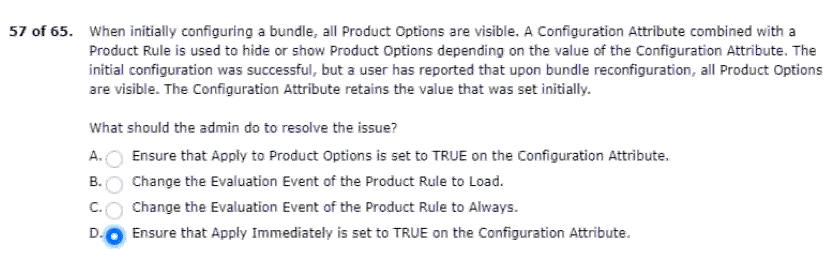 57 of 65. When initially configuring a bundle, all Product Options are visible. A Configuration Attribute combined with a
Product Rule is used to hide or show Product Options depending on the value of the Configuration Attribute. The
initial configuration was successful, but a user has reported that upon bundle reconfiguration, all Product Options
are visible. The Configuration Attribute retains the value that was set initially.
What should the admin do to resolve the issue?
A. Ensure that Apply to Product Options is set to TRUE on the Configuration Attribute.
B. Change the Evaluation Event of the Product Rule to Load.
C. Change the Evaluation Event of the Product Rule to Always.
D. Ensure that Apply Immediately is set to TRUE on the Configuration Attribute.